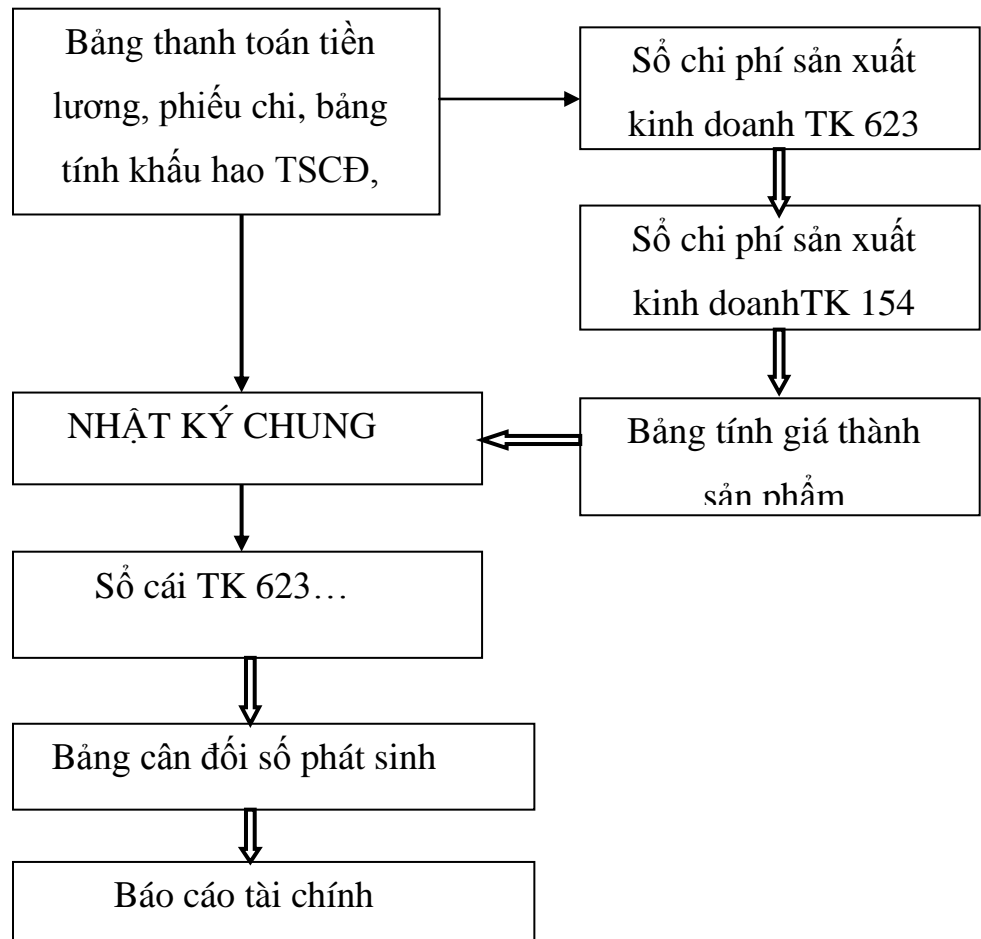 Bảng thanh toán tiền
lương, phiếu chi, bảng
tính khấu hao TSCĐ,
Sổ chi phí sản xuất
kinh doanh TK 623
Sổ chi phí sản xuất
kinh doanhTK 154
NHẬT KÝ CHUNG
Bảng tính giá thành
sản phẩm
Sổ cái TK 623…
Bảng cân đối số phát sinh
Báo cáo tài chính